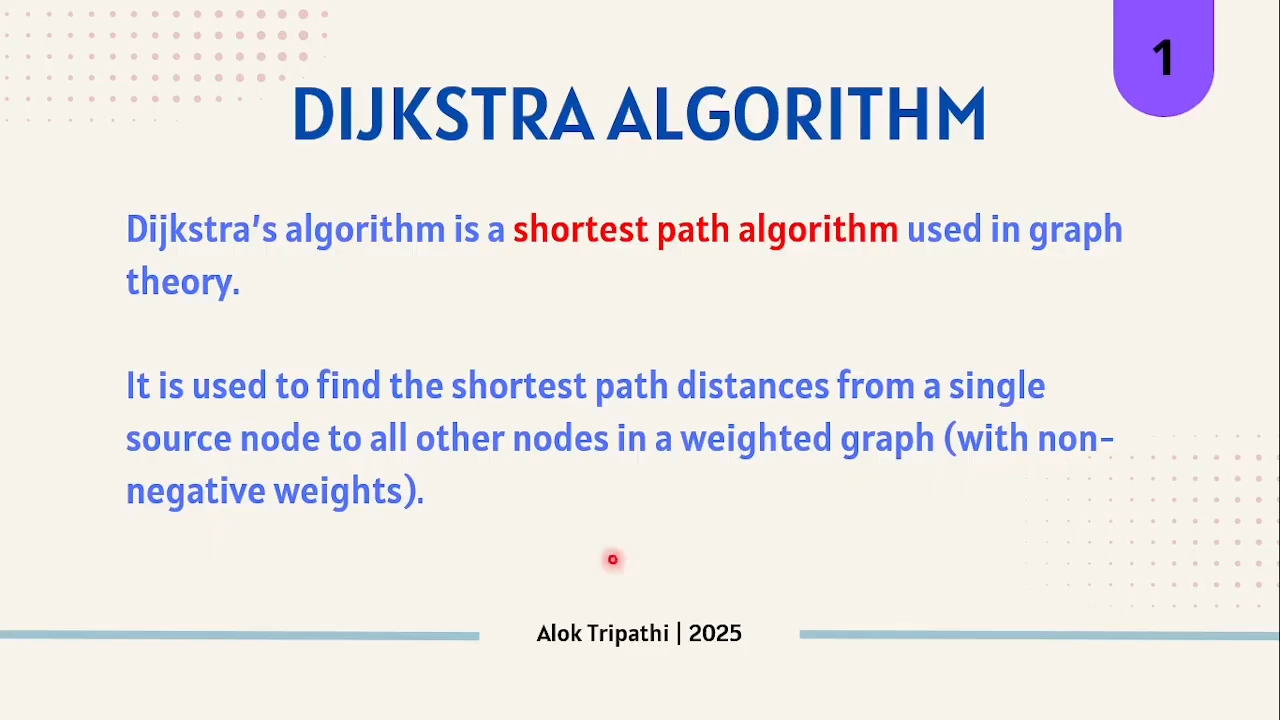 1
DIJKSTRA ALGORITHM
Dijkstra's algorithm is a shortest path algorithm used in graph
theory.
It is used to find the shortest path distances from a single
source node to all other nodes in a weighted graph (with non-
negative weights).
Alok Tripathi | 2025